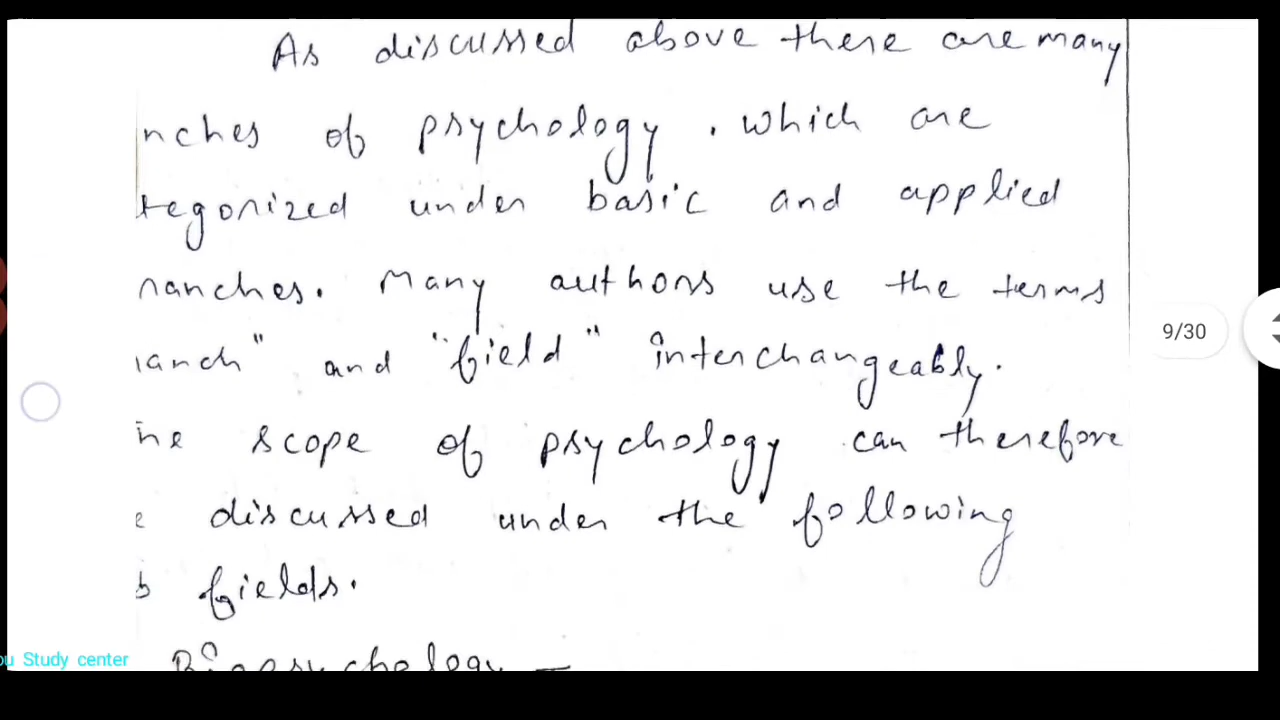 As discussed above there are many
nches of psychology . which are
tegorized under basic and applied
ranches. Many authors use the terms
ranch" and "field" interchangeably.
he scope of psychology can therefore
e discussed under the following
b fields.
Biopsychology –
ou Study center
9/30